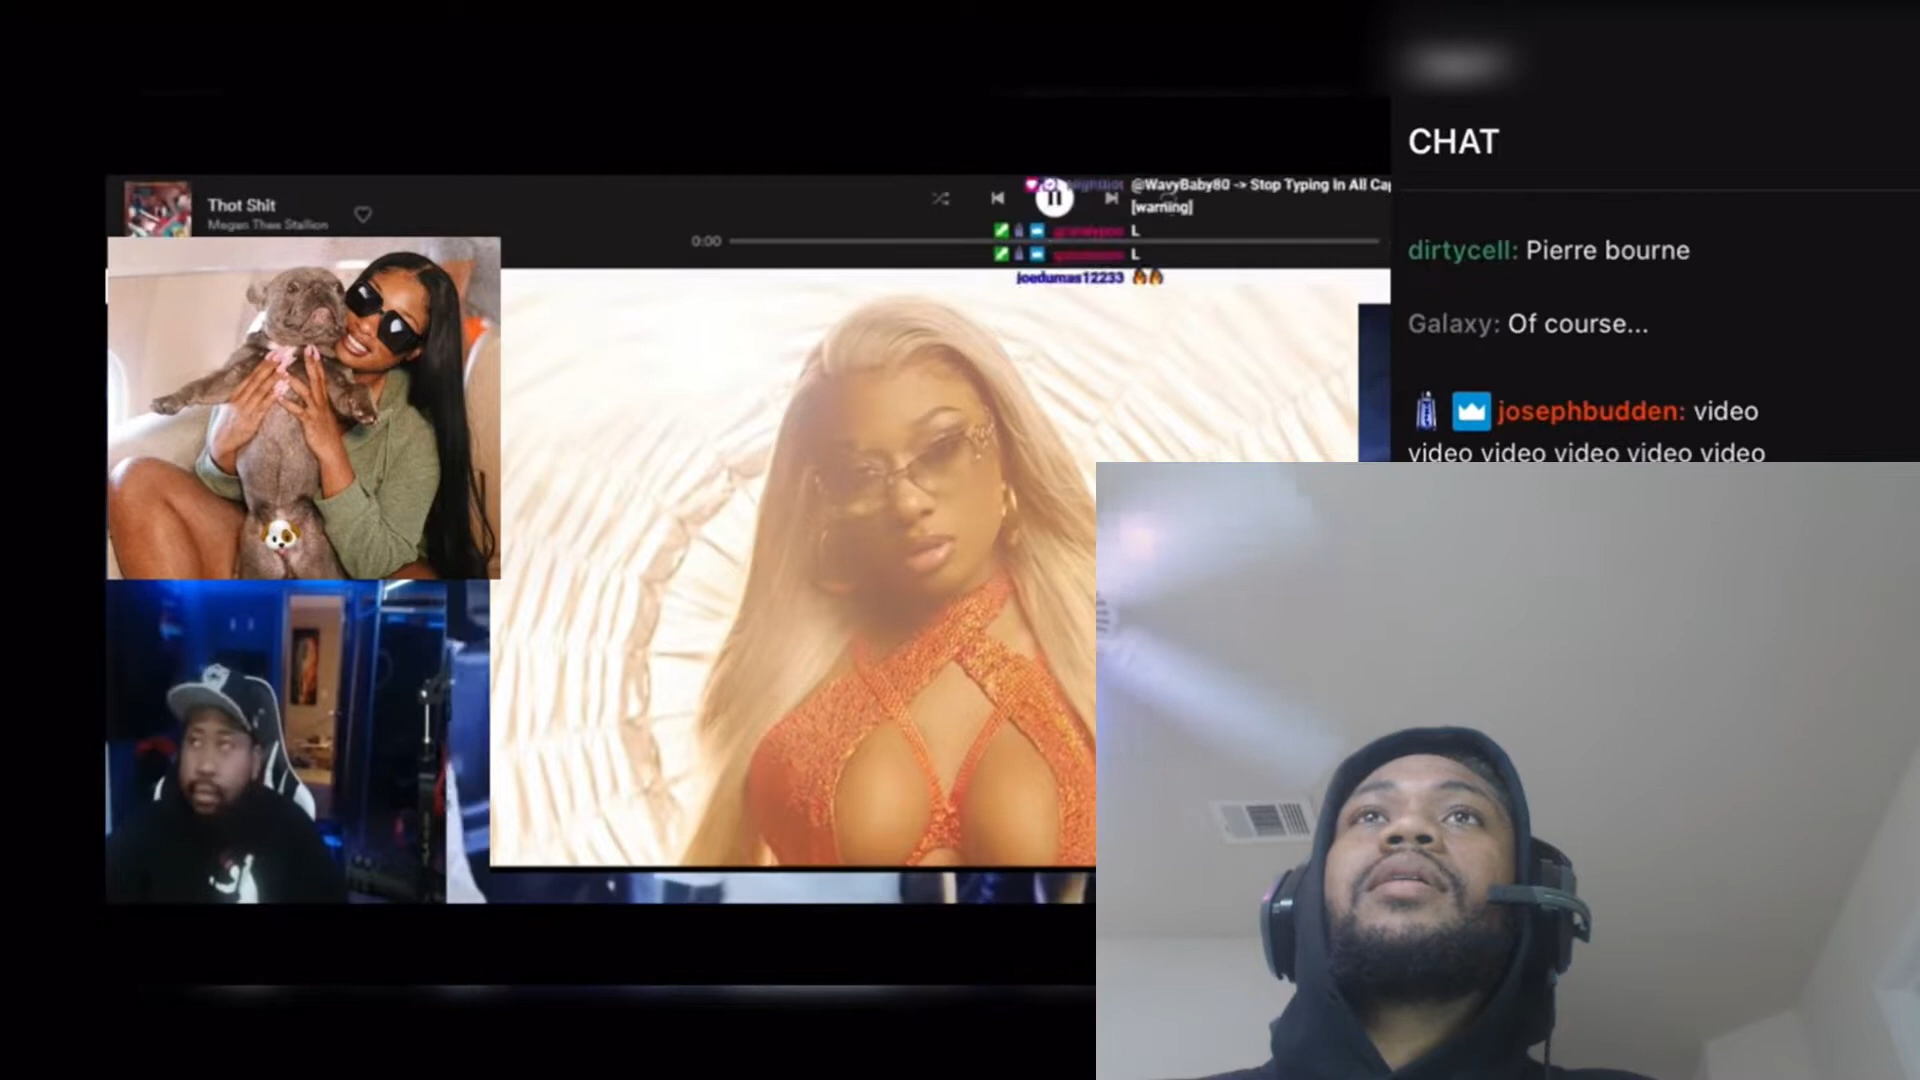 Thot Shit
Megan Thee Stallion
0:00
@WavyBaby80 -> Stop Typing In All Cap
[warning]
L
L
joedumas12233
CHAT
dirtycell: Pierre bourne
Galaxy: Of course...
josephbudden: video
video video video video video